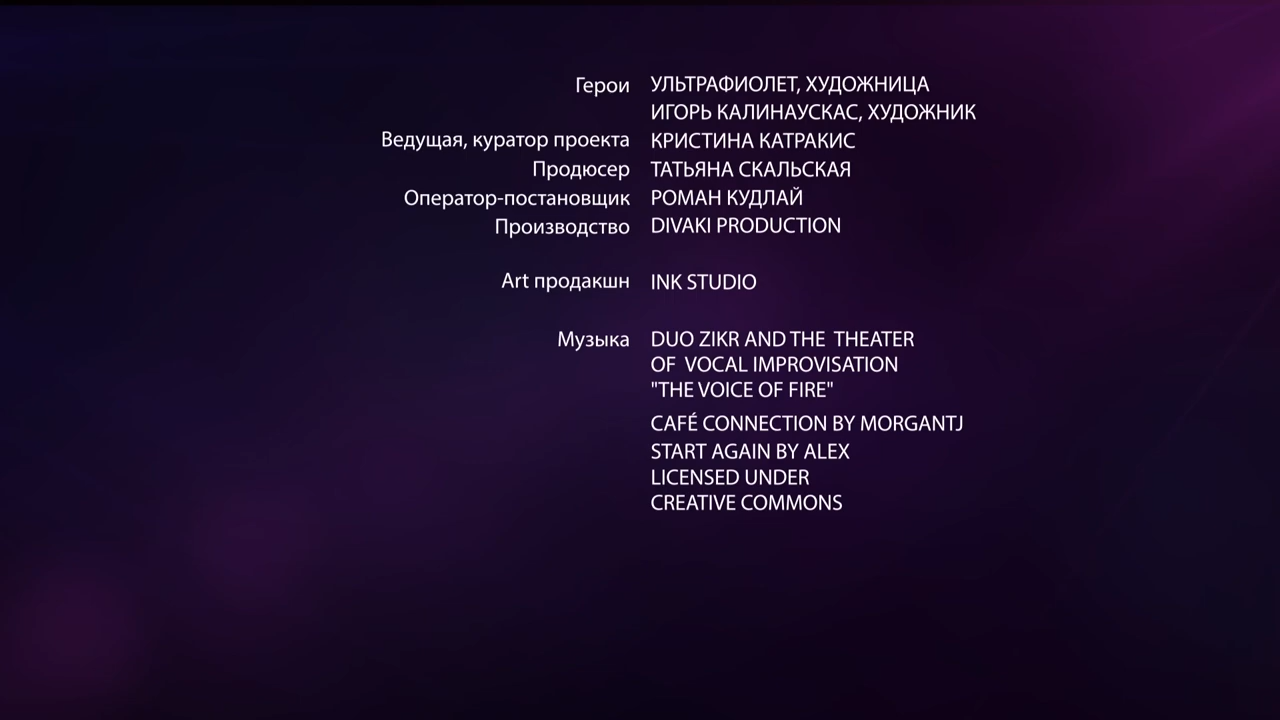 Герои УЛЬТРАФИОЛЕТ, ХУДОЖНИЦА
ИГОРЬ КАЛИНАУСКАС, ХУДОЖНИК
Ведущая, куратор проекта КРИСТИНА КАТРАКИС
Продюсер ТАТЬЯНА СКАЛЬСКАЯ
Оператор-постановщик РОМАН КУДЛАЙ
Производство DIVAKI PRODUCTION
Art продакшн INK STUDIO
Музыка DUO ZIKR AND THE THEATER
OF VOCAL IMPROVISATION
"THE VOICE OF FIRE"
CAFÉ CONNECTION BY MORGANTJ
START AGAIN BY ALEX
LICENSED UNDER
CREATIVE COMMONS